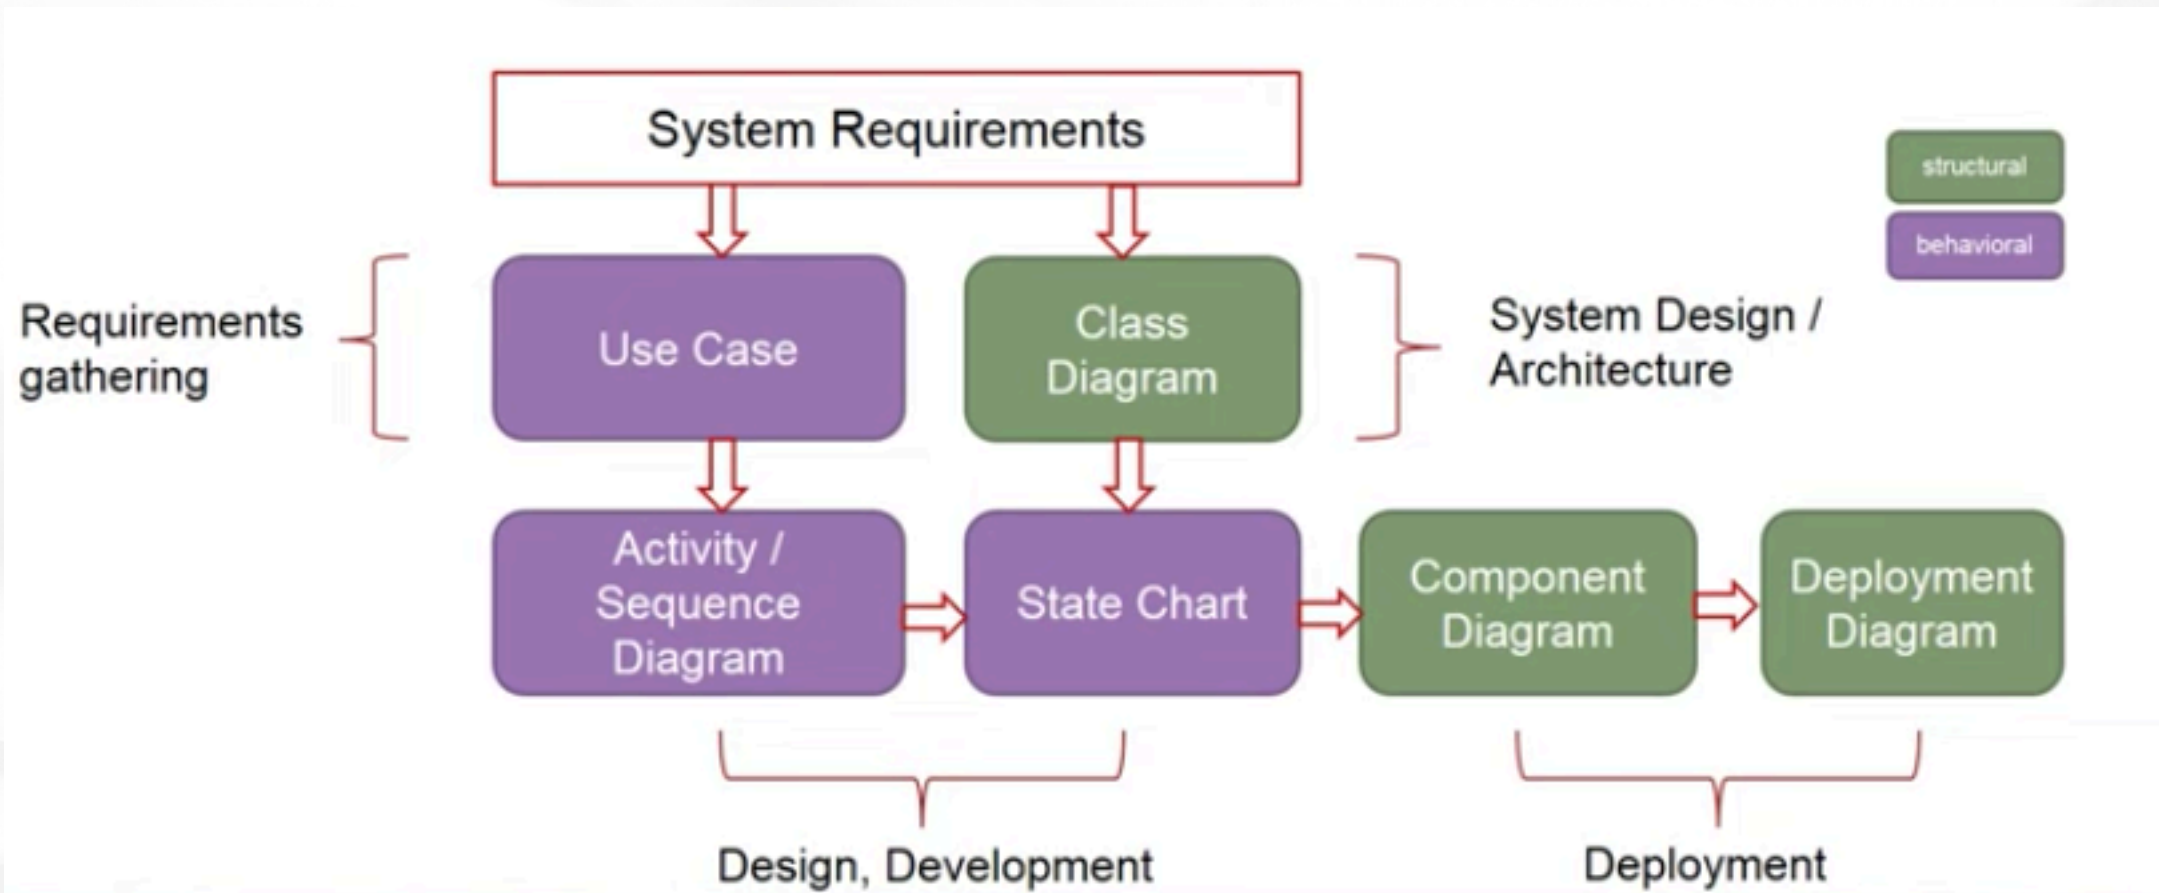 System Requirements
structural
behavioral
Requirements
gathering
Use Case
Class
Diagram
System Design /
Architecture
Activity /
Sequence
Diagram
State Chart
Component
Diagram
Deployment
Diagram
Design, Development
Deployment